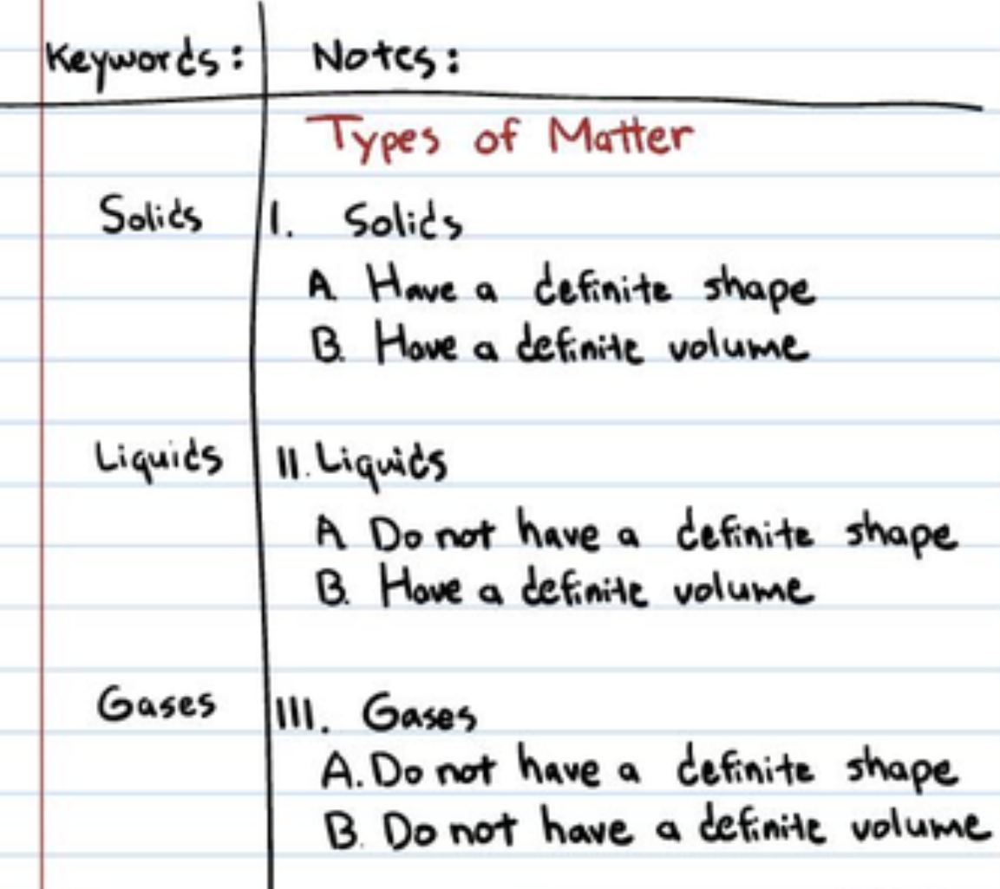 Keywords: Notes:
Types of Matter
Solids I. Solids
A. Have a definite shape
B. Have a definite volume
Liquids II. Liquids
A. Do not have a definite shape
B. Have a definite volume
Gases III. Gases
A. Do not have a definite shape
B. Do not have a definite volume